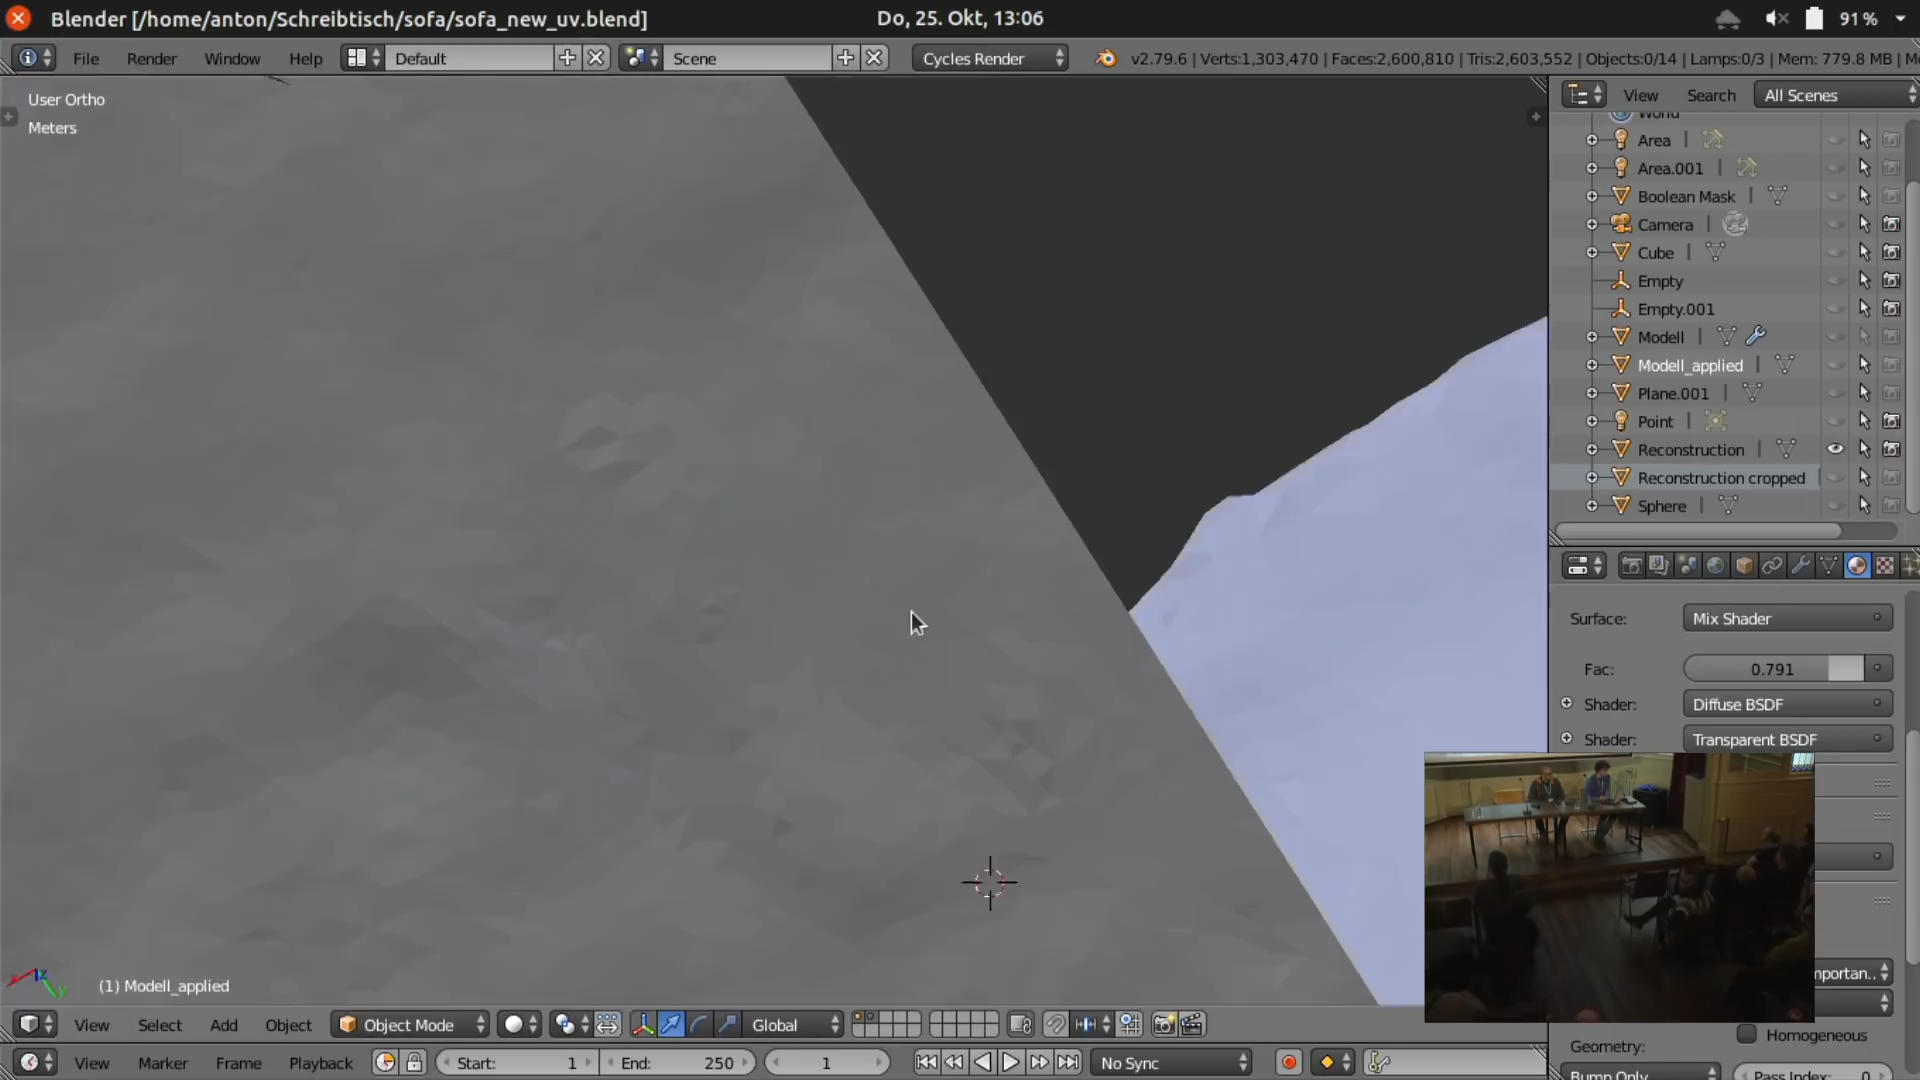 Blender [/home/anton/Schreibtisch/sofa/sofa_new_uv.blend]
Do, 25. Okt, 13:06
91 %
File Render Window Help Default Scene Cycles Render v2.79.6 | Verts:1,303,470 | Faces:2,600,810 | Tris:2,603,552 | Objects:0/14 | Lamps:0/3 | Mem: 779.8 MB |
User Ortho
Meters
View Search All Scenes
World
Area
Area.001
Boolean Mask
Camera
Cube
Empty
Empty.001
Modell
Modell_applied
Plane.001
Point
Reconstruction
Reconstruction cropped
Sphere
Surface: Mix Shader
Fac: 0.791
Shader: Diffuse BSDF
Shader: Transparent BSDF
mportan..
Homogeneous
Geometry:
Bump Only Pass Index: 0
(1) Modell_applied
View Select Add Object Object Mode Global
View Marker Frame Playback Start: 1 End: 250 1 No Sync